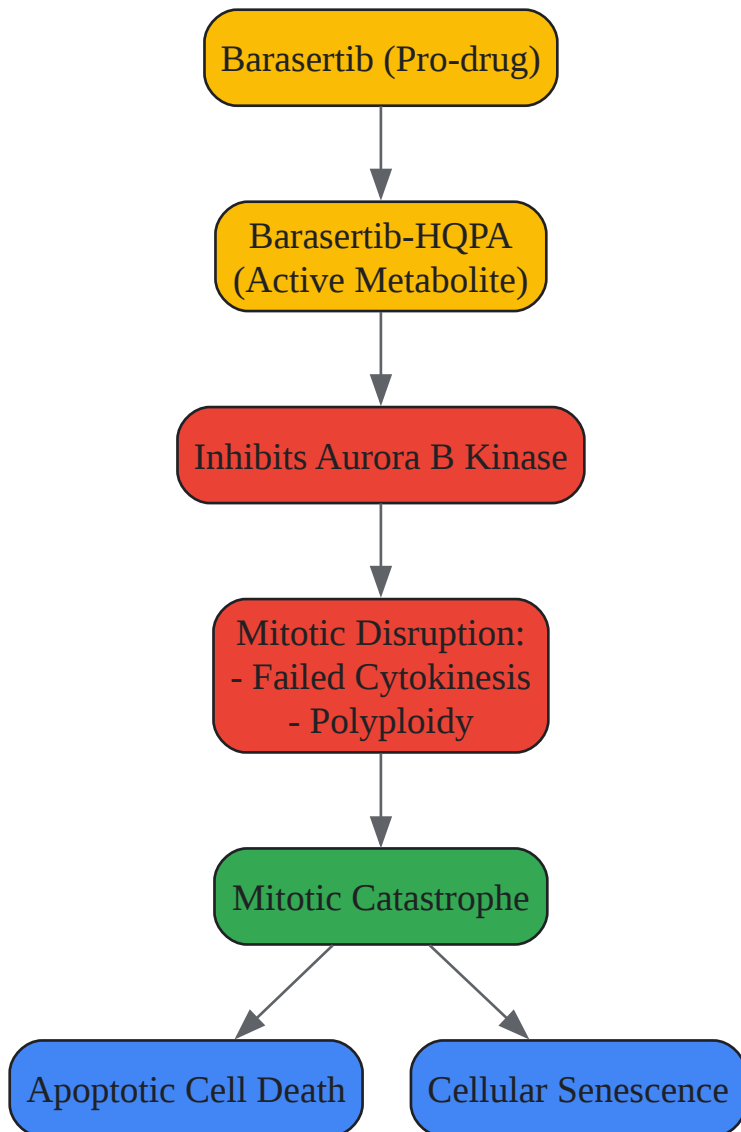 Barasertib (Pro-drug)
Barasertib-HQPA
(Active Metabolite)
Inhibits Aurora B Kinase
Mitotic Disruption:
- Failed Cytokinesis
- Polyploidy
Mitotic Catastrophe
Apoptotic Cell Death
Cellular Senescence